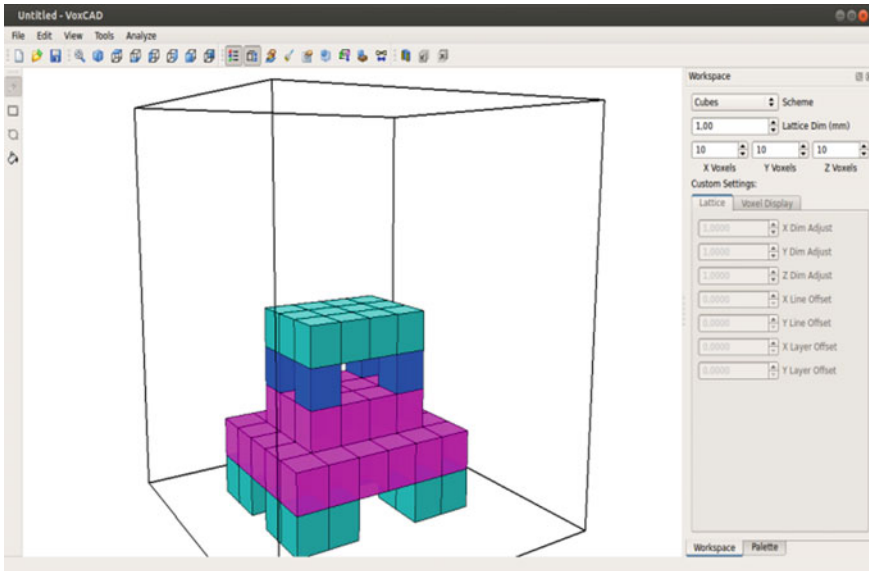 Untitled - VoxCAD
File Edit View Tools Analyze
Workspace
Cubes Scheme
1,00 Lattice Dim (mm)
10 10 10
X Voxels Y Voxels Z Voxels
Custom Settings:
Lattice Voxel Display
1.0000 X Dim Adjust
1.0000 Y Dim Adjust
1.0000 Z Dim Adjust
0.0000 X Line Offset
0.0000 Y Line Offset
0.0000 X Layer Offset
0.0000 Y Layer Offset
Workspace Palette